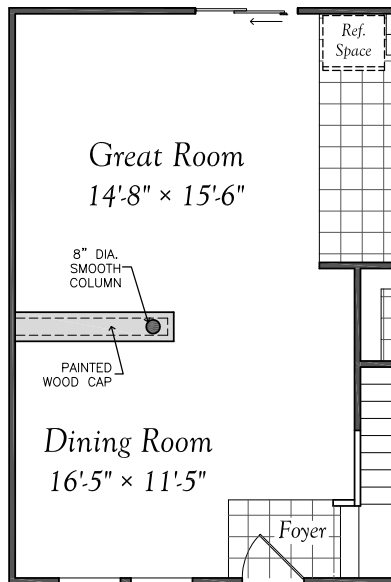 Ref.
Space
Great Room
14'-8" × 15'-6"
8" DIA.
SMOOTH
COLUMN
PAINTED
WOOD CAP
Dining Room
16'-5" × 11'-5"
Foyer